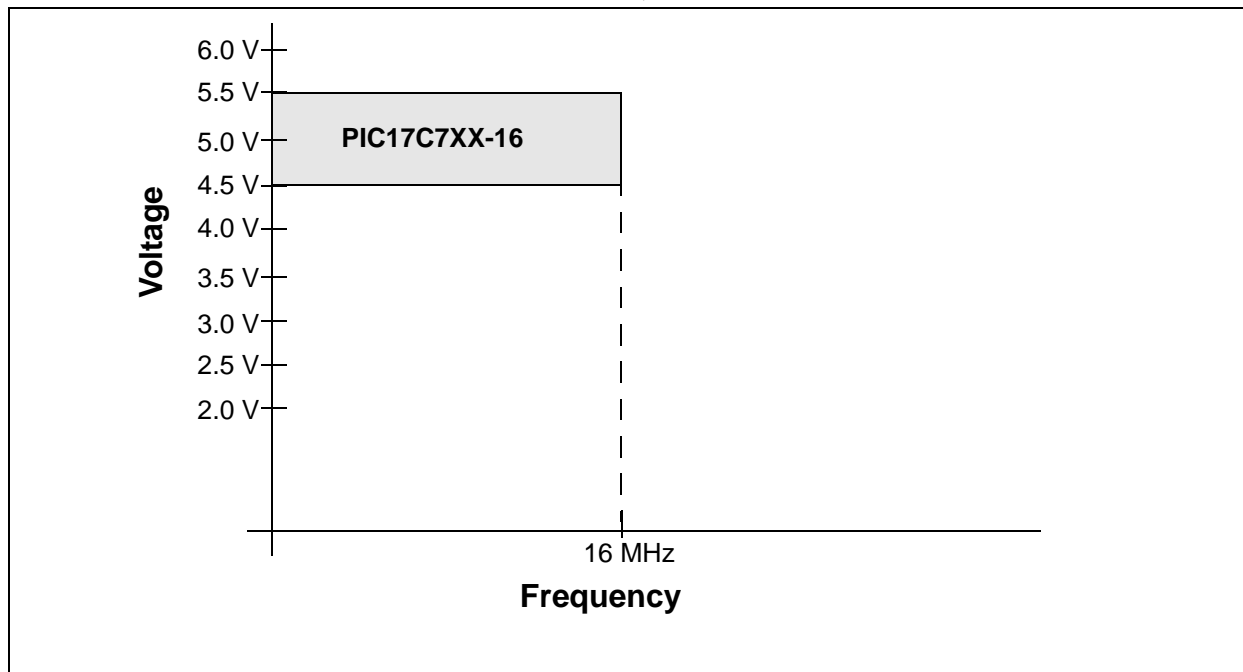 6.0 V
5.5 V
5.0 V
4.5 V
4.0 V
3.5 V
3.0 V
2.5 V
2.0 V
Voltage
PIC17C7XX-16
16 MHz
Frequency